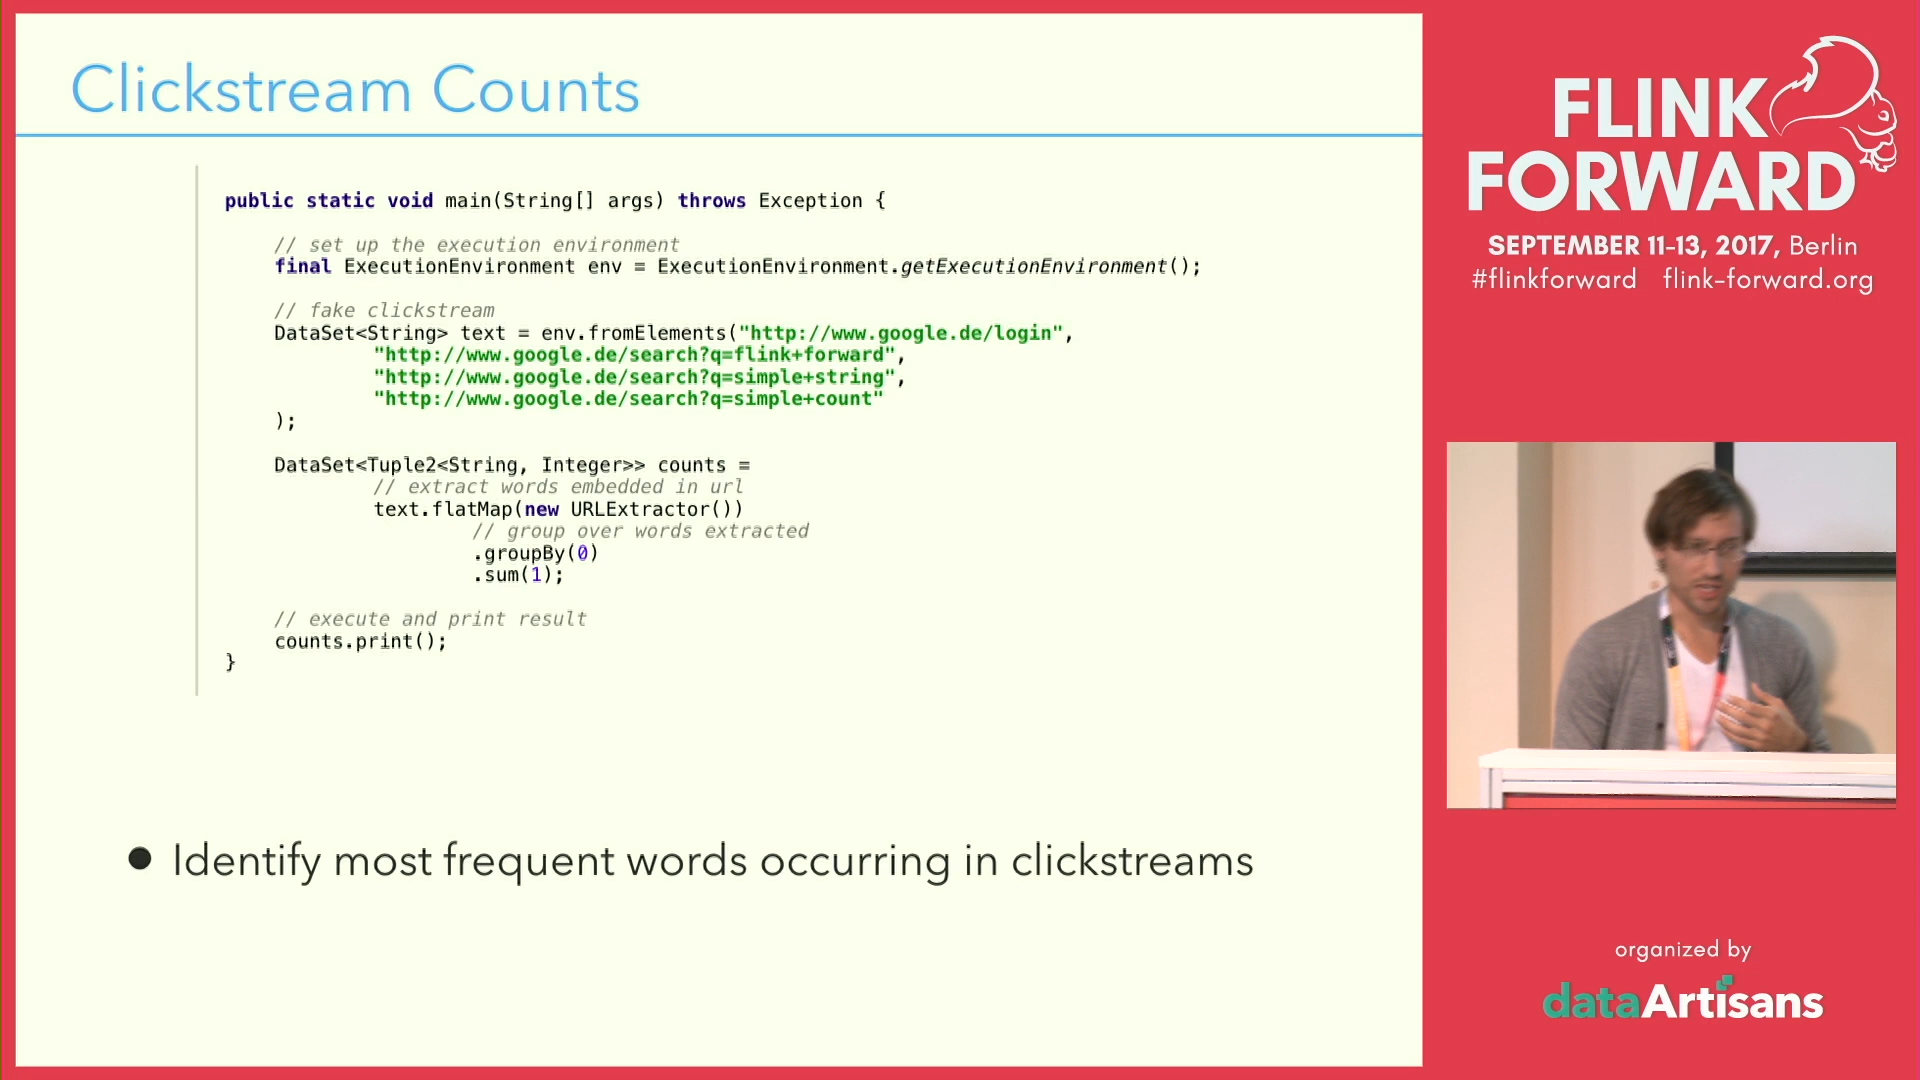 Clickstream Counts
public static void main(String[] args) throws Exception {
// set up the execution environment
final ExecutionEnvironment env = ExecutionEnvironment.getExecutionEnvironment();
// fake clickstream
DataSet<String> text = env.fromElements("http://www.google.de/login",
"http://www.google.de/search?q=flink+forward",
"http://www.google.de/search?q=simple+string",
"http://www.google.de/search?q=simple+count"
);
DataSet<Tuple2<String, Integer>> counts =
// extract words embedded in url
text.flatMap(new URLExtractor())
// group over words extracted
.groupBy(0)
.sum(1);
// execute and print result
counts.print();
}
● Identify most frequent words occurring in clickstreams
FLINK
FORWARD
SEPTEMBER 11-13, 2017, Berlin
#flinkforward flink-forward.org
organized by
dataArtisans